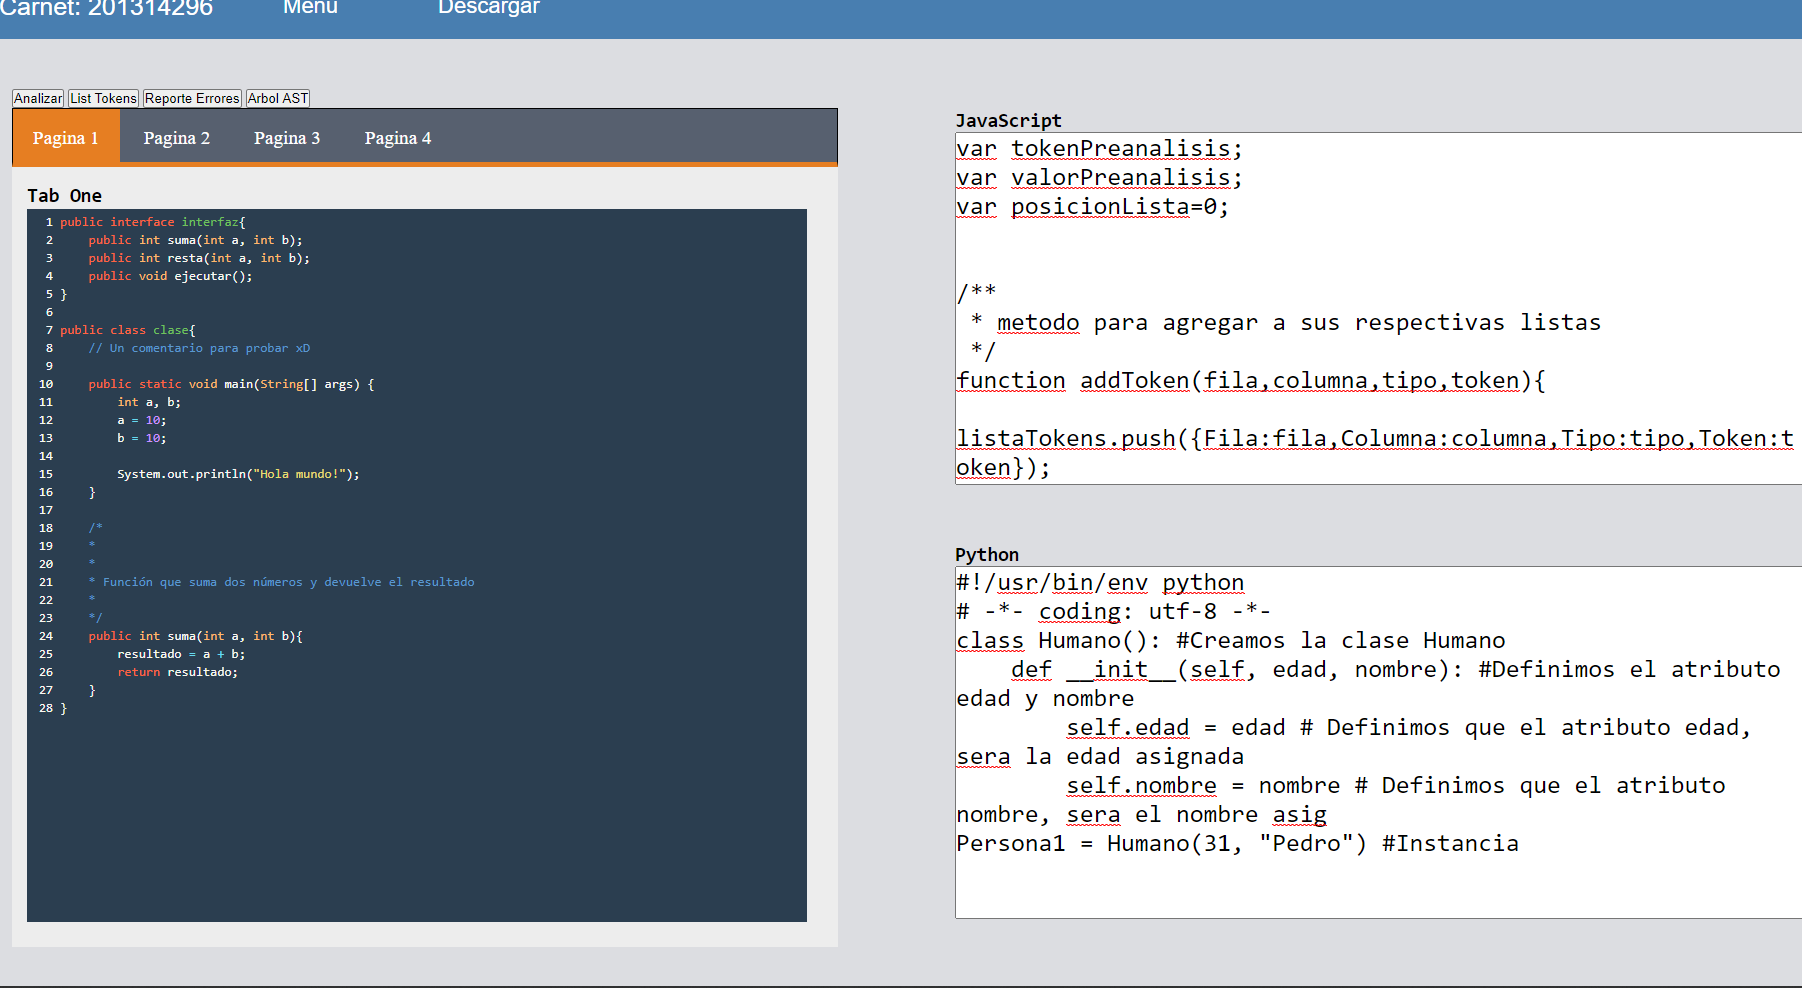 Carnet: 201314296 Menu Descargar
Analizar List Tokens Reporte Errores Arbol AST
Pagina 1 Pagina 2 Pagina 3 Pagina 4
Tab One
1 public interface interfaz{
2     public int suma(int a, int b);
3     public int resta(int a, int b);
4     public void ejecutar();
5 }
6
7 public class clase{
8     // Un comentario para probar xD
9
10     public static void main(String[] args) {
11         int a, b;
12         a = 10;
13         b = 10;
14
15         System.out.println("Hola mundo!");
16     }
17
18     /*
19     *
20     *
21     * Función que suma dos números y devuelve el resultado
22     *
23     */
24     public int suma(int a, int b){
25         resultado = a + b;
26         return resultado;
27     }
28 }
JavaScript
var tokenPreanalisis;
var valorPreanalisis;
var posicionLista=0;
/**
 * metodo para agregar a sus respectivas listas
 */
function addToken(fila,columna,tipo,token){
listaTokens.push({Fila:fila,Columna:columna,Tipo:tipo,Token:t
oken});
Python
#!/usr/bin/env python
# -*- coding: utf-8 -*-
class Humano(): #Creamos la clase Humano
    def __init__(self, edad, nombre): #Definimos el atributo
edad y nombre
        self.edad = edad # Definimos que el atributo edad,
sera la edad asignada
        self.nombre = nombre # Definimos que el atributo
nombre, sera el nombre asig
Persona1 = Humano(31, "Pedro") #Instancia